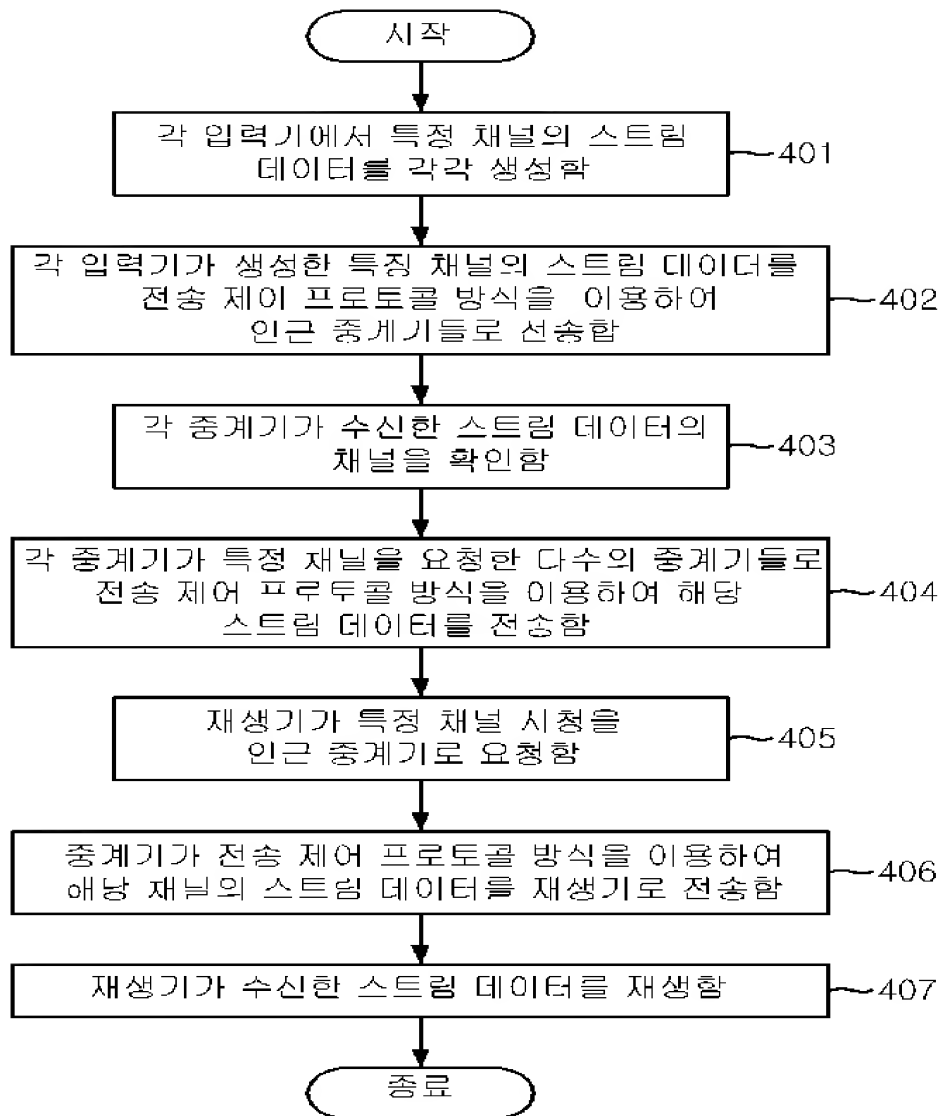 시작
각 입력기에서 특정 채널의 스트림
데이터를 각각 생성함
401
각 입력기가 생성한 특정 채널의 스트림 데이터를
전송 제어 프로토콜 방식을 이용하여
인근 중계기들로 전송함
402
각 중계기가 수신한 스트림 데이터의
채널을 확인함
403
각 중계기가 특정 채널을 요청한 다수의 중계기들로
전송 제어 프로토콜 방식을 이용하여 해당
스트림 데이터를 전송함
404
재생기가 특정 채널 시청을
인근 중계기로 요청함
405
중계기가 전송 제어 프로토콜 방식을 이용하여
해당 채널의 스트림 데이터를 재생기로 전송함
406
재생기가 수신한 스트림 데이터를 재생함
407
종료